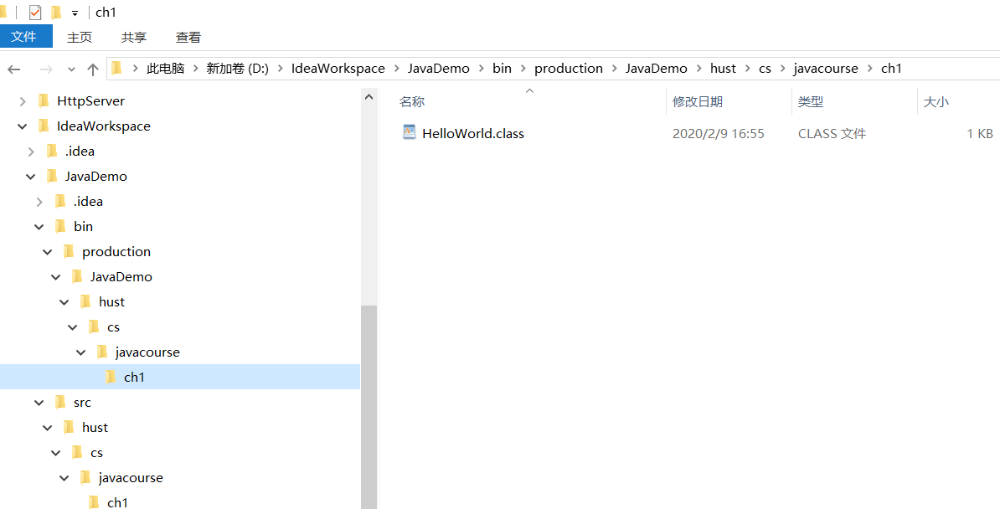 ch1
文件 主页 共享 查看
此电脑 新加卷 (D:) IdeaWorkspace JavaDemo bin production JavaDemo hust cs javacourse ch1
名称 修改日期 类型 大小
HelloWorld.class 2020/2/9 16:55 CLASS 文件 1 KB
HttpServer
IdeaWorkspace
.idea
JavaDemo
.idea
bin
production
JavaDemo
hust
cs
javacourse
ch1
src
hust
cs
javacourse
ch1